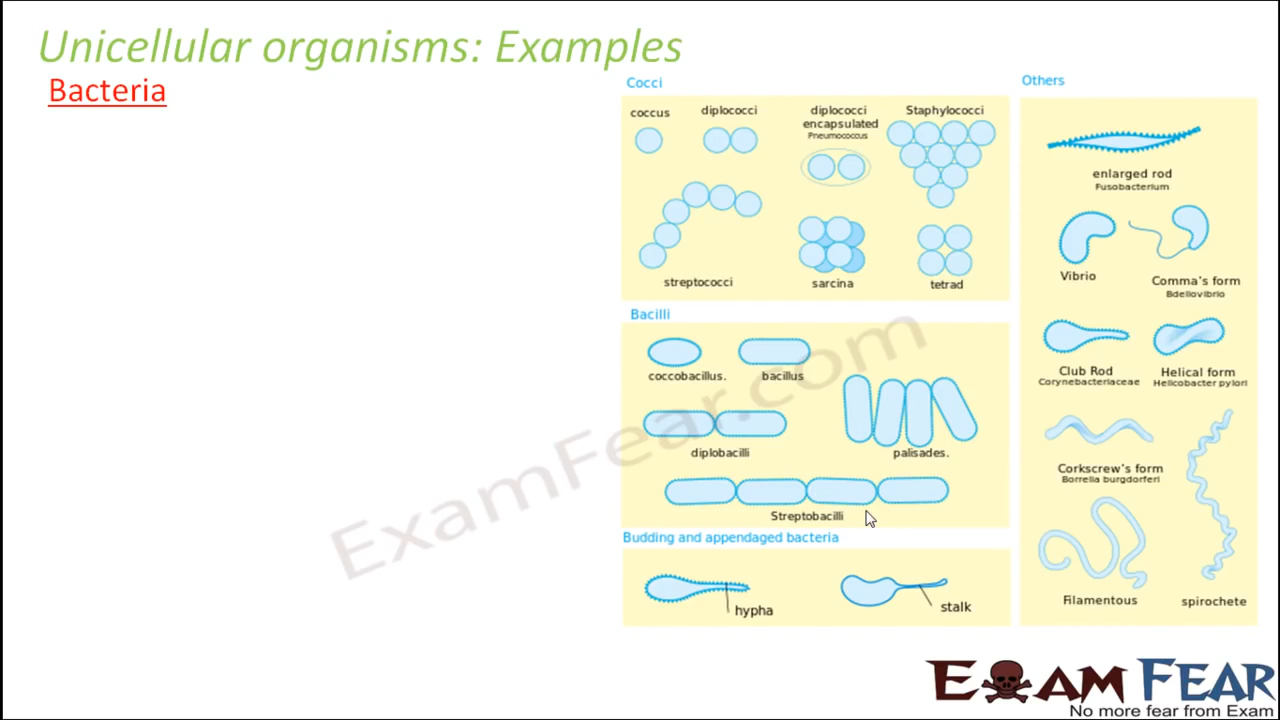 Unicellular organisms: Examples
Bacteria
Cocci
coccus
diplococci
diplococci
encapsulated
Pneumococcus
Staphylococci
streptococci
sarcina
tetrad
Bacilli
coccobacillus.
bacillus
diplobacilli
palisades.
Streptobacilli
Budding and appendaged bacteria
hypha
stalk
Others
enlarged rod
Fusobacterium
Vibrio
Comma's form
Bdellovibrio
Club Rod
Corynebacteriaceae
Helical form
Helicobacter pylori
Corkscrew's form
Borrelia burgdorferi
Filamentous
spirochete
ExamFear.com
EXAM FEAR
No more fear from Exam